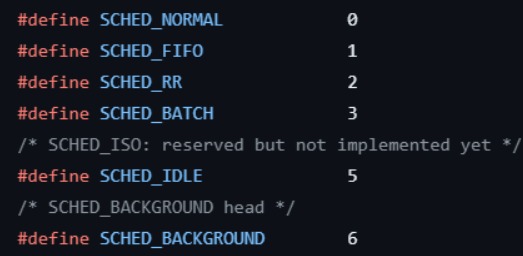 #define SCHED_NORMAL 0
#define SCHED_FIFO 1
#define SCHED_RR 2
#define SCHED_BATCH 3
/* SCHED_ISO: reserved but not implemented yet */
#define SCHED_IDLE 5
/* SCHED_BACKGROUND head */
#define SCHED_BACKGROUND 6